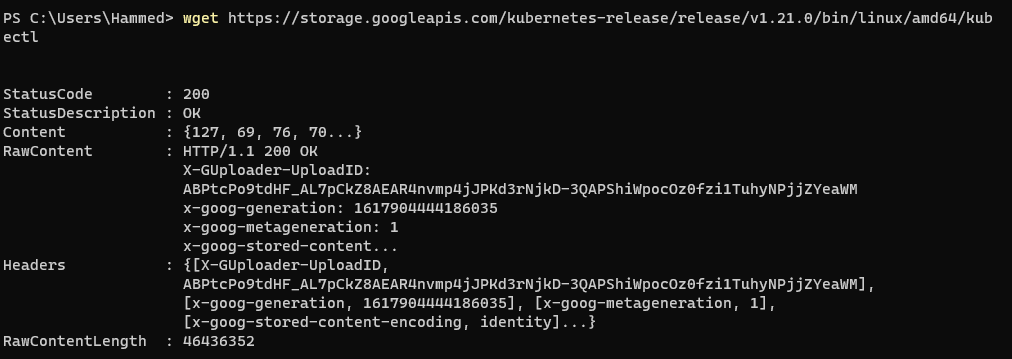 PS C:\Users\Hammed> wget https://storage.googleapis.com/kubernetes-release/release/v1.21.0/bin/linux/amd64/kub
ectl
StatusCode        : 200
StatusDescription : OK
Content           : {127, 69, 76, 70...}
RawContent        : HTTP/1.1 200 OK
                    X-GUploader-UploadID:
                    ABPtcPo9tdHF_AL7pCkZ8AEAR4nvmp4jJPKd3rNjkD-3QAPShiWpocOz0fzi1TuhyNPjjZYeaWM
                    x-goog-generation: 1617904444186035
                    x-goog-metageneration: 1
                    x-goog-stored-content...
Headers           : {[X-GUploader-UploadID,
                    ABPtcPo9tdHF_AL7pCkZ8AEAR4nvmp4jJPKd3rNjkD-3QAPShiWpocOz0fzi1TuhyNPjjZYeaWM],
                    [x-goog-generation, 1617904444186035], [x-goog-metageneration, 1],
                    [x-goog-stored-content-encoding, identity]...}
RawContentLength  : 46436352